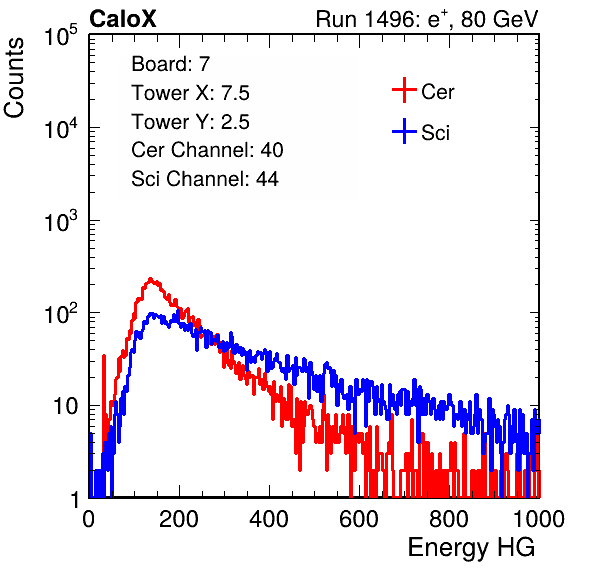 CaloX Run 1496: e⁺, 80 GeV
Counts
10⁵
10⁴
10³
10²
10
1
Board: 7
Tower X: 7.5
Tower Y: 2.5
Cer Channel: 40
Sci Channel: 44
Cer
Sci
0 200 400 600 800 1000
Energy HG